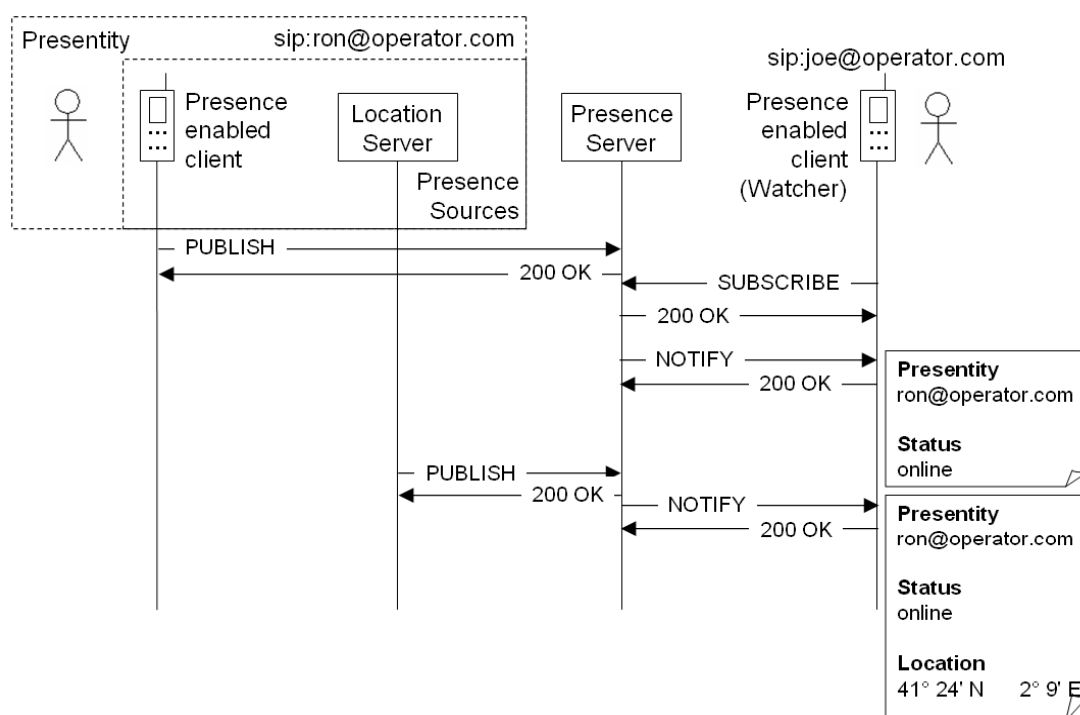 Presentity
sip:ron@operator.com
sip:joe@operator.com
Presence
enabled
client
Location
Server
Presence
Sources
Presence
Server
Presence
enabled
client
(Watcher)
PUBLISH
200 OK
SUBSCRIBE
200 OK
NOTIFY
200 OK
Presentity
ron@operator.com
Status
online
PUBLISH
200 OK
NOTIFY
200 OK
Presentity
ron@operator.com
Status
online
Location
41° 24' N 2° 9' E